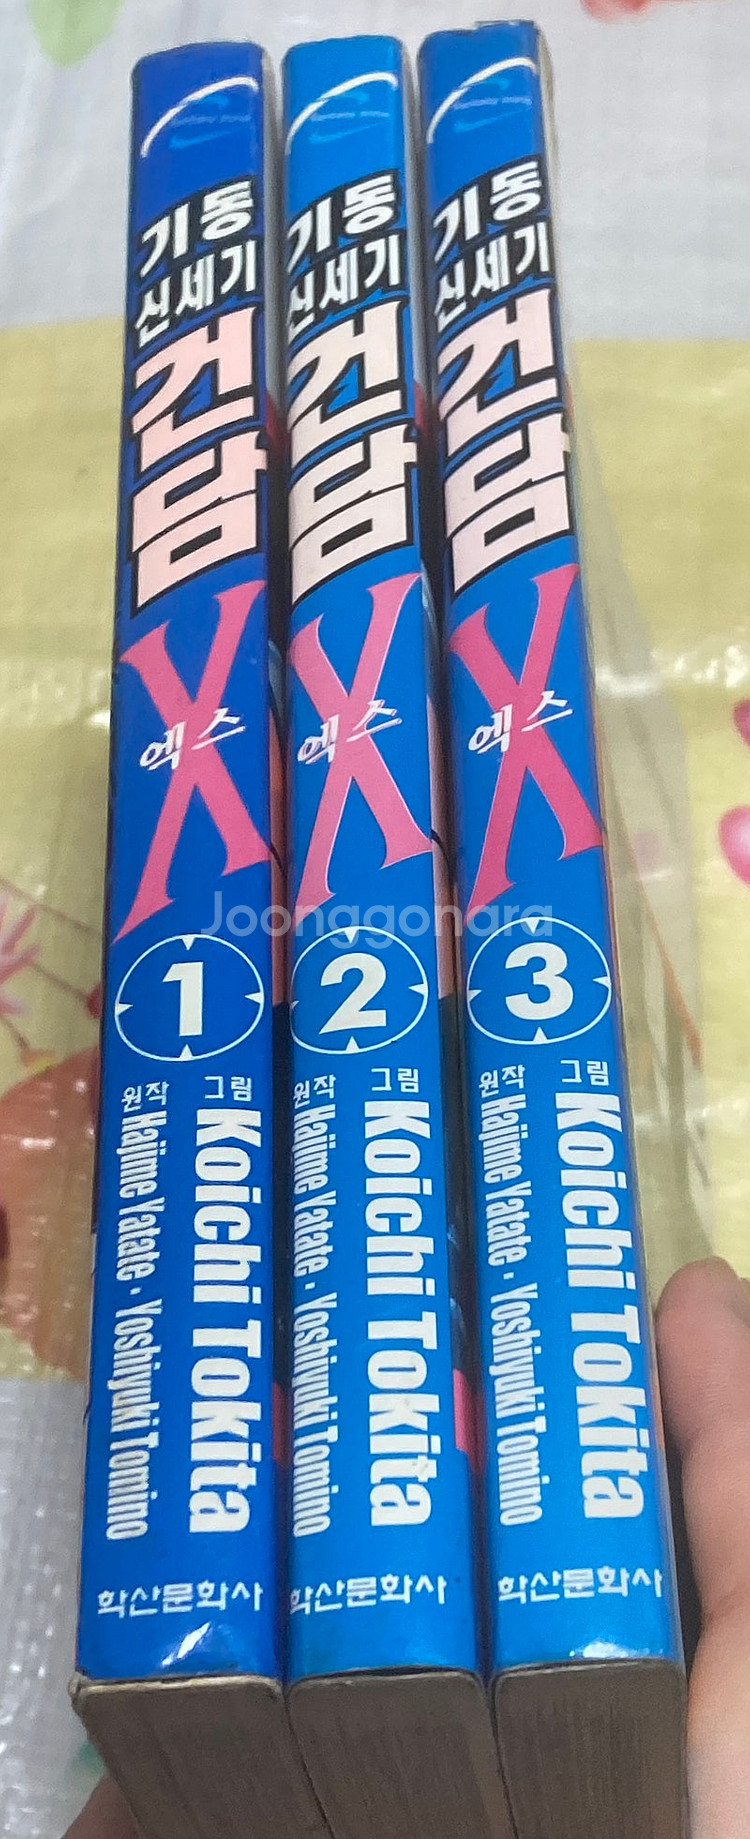 기동
신세기
건담
X
엑스
1
그림 Koichi Tokita
원작 Hajime Yatate · Yoshiyuki Tomino
학산문화사
기동
신세기
건담
X
엑스
2
그림 Koichi Tokita
원작 Hajime Yatate · Yoshiyuki Tomino
학산문화사
기동
신세기
건담
X
엑스
3
그림 Koichi Tokita
원작 Hajime Yatate · Yoshiyuki Tomino
학산문화사
Joonggonara